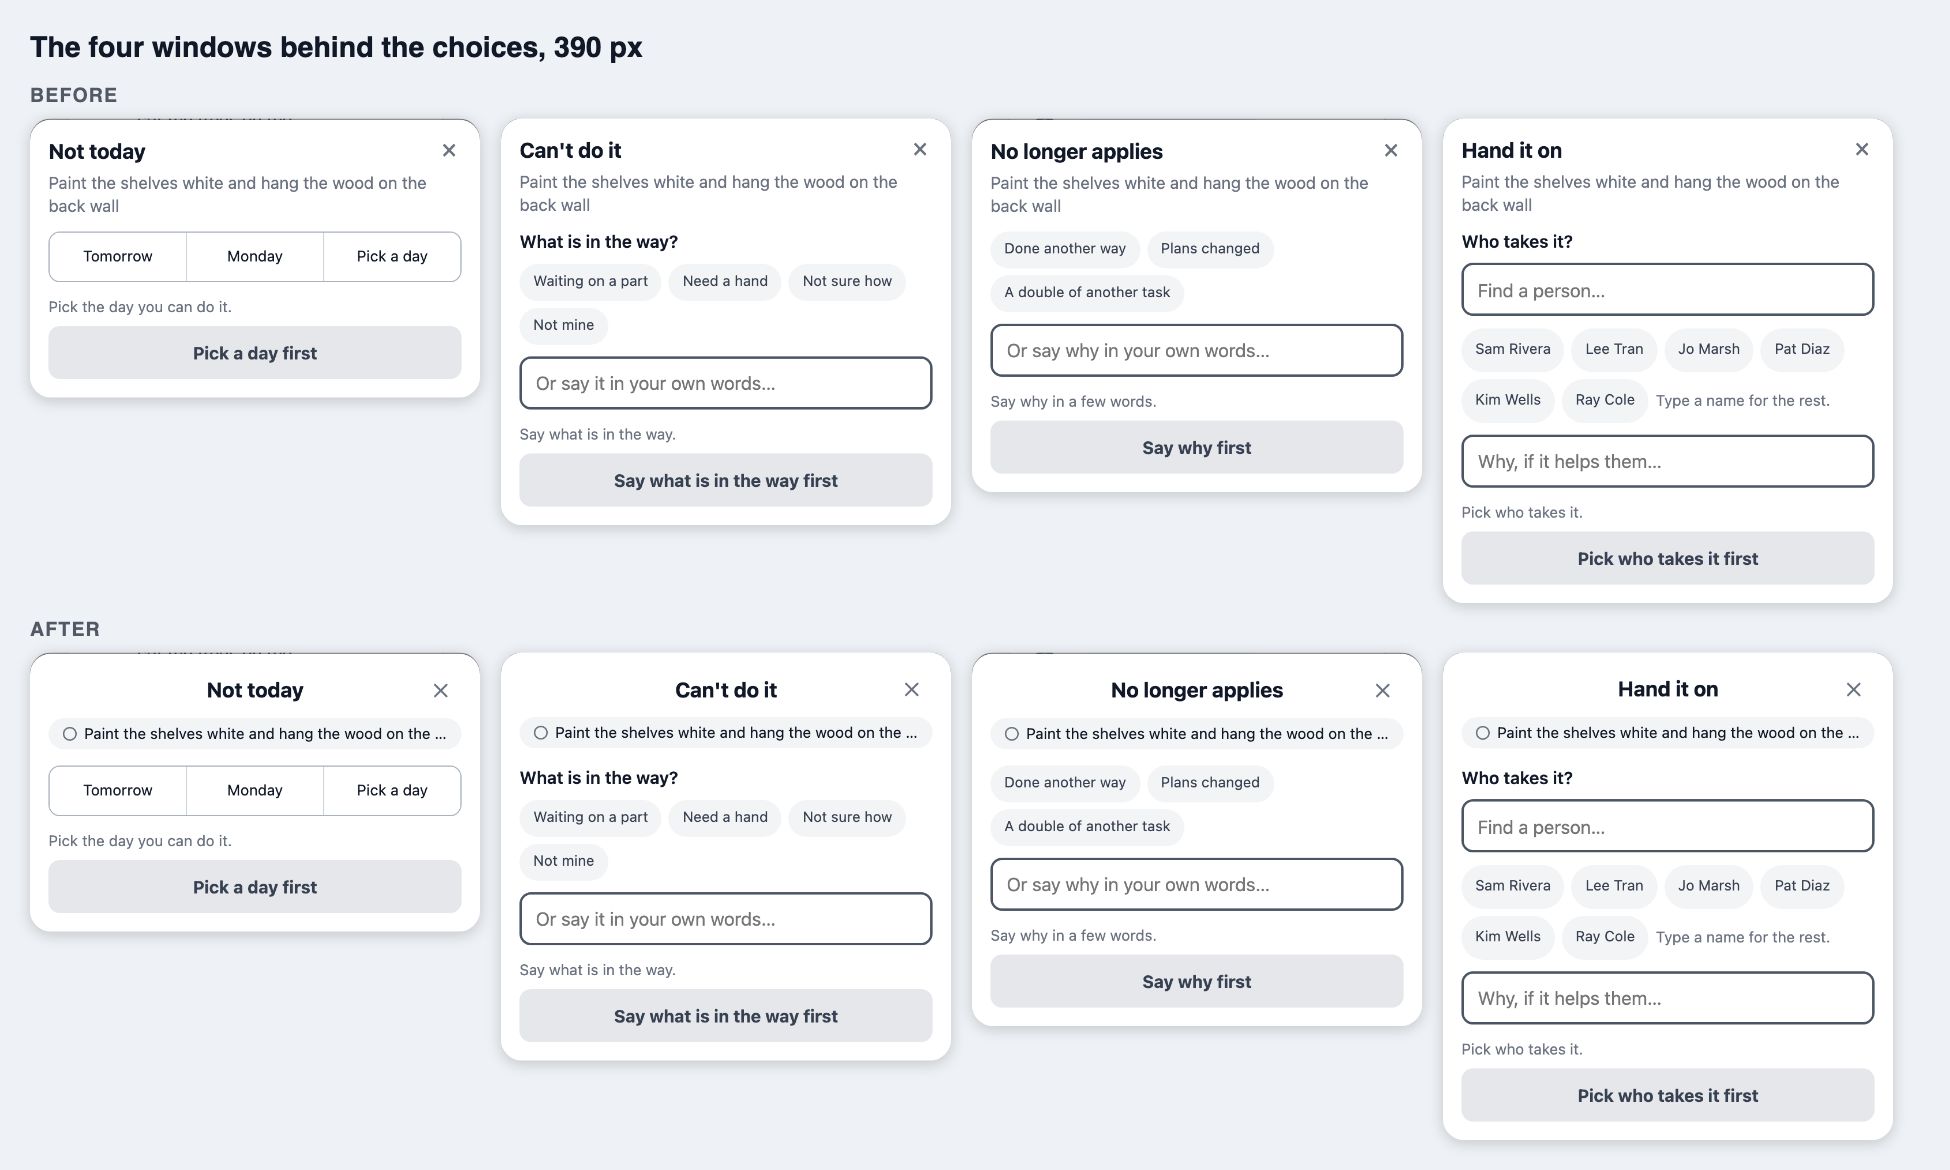 The four windows behind the choices, 390 px
BEFORE
Not today
Paint the shelves white and hang the wood on the
back wall
Tomorrow Monday Pick a day
Pick the day you can do it.
Pick a day first
Can't do it
Paint the shelves white and hang the wood on the
back wall
What is in the way?
Waiting on a part Need a hand Not sure how
Not mine
Or say it in your own words...
Say what is in the way.
Say what is in the way first
No longer applies
Paint the shelves white and hang the wood on the
back wall
Done another way Plans changed
A double of another task
Or say why in your own words...
Say why in a few words.
Say why first
Hand it on
Paint the shelves white and hang the wood on the
back wall
Who takes it?
Find a person...
Sam Rivera Lee Tran Jo Marsh Pat Diaz
Kim Wells Ray Cole Type a name for the rest.
Why, if it helps them...
Pick who takes it.
Pick who takes it first
AFTER
Not today
Paint the shelves white and hang the wood on the ...
Tomorrow Monday Pick a day
Pick the day you can do it.
Pick a day first
Can't do it
Paint the shelves white and hang the wood on the ...
What is in the way?
Waiting on a part Need a hand Not sure how
Not mine
Or say it in your own words...
Say what is in the way.
Say what is in the way first
No longer applies
Paint the shelves white and hang the wood on the ...
Done another way Plans changed
A double of another task
Or say why in your own words...
Say why in a few words.
Say why first
Hand it on
Paint the shelves white and hang the wood on the ...
Who takes it?
Find a person...
Sam Rivera Lee Tran Jo Marsh Pat Diaz
Kim Wells Ray Cole Type a name for the rest.
Why, if it helps them...
Pick who takes it.
Pick who takes it first